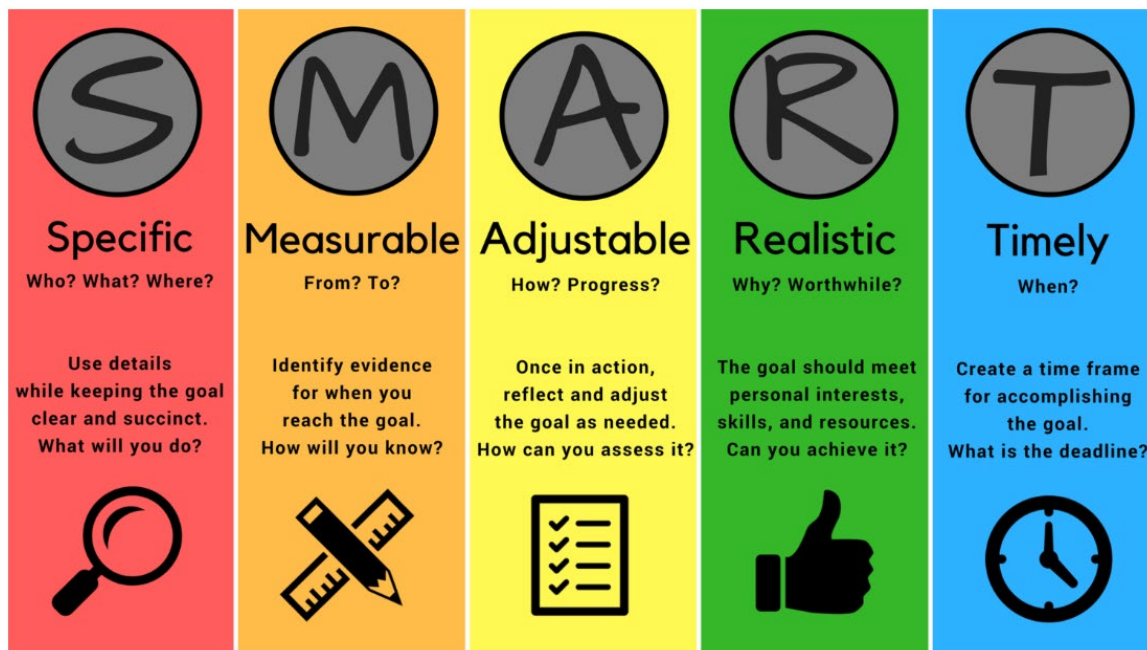 S
Specific
Who? What? Where?
Use details
while keeping the goal
clear and succinct.
What will you do?
M
Measurable
From? To?
Identify evidence
for when you
reach the goal.
How will you know?
A
Adjustable
How? Progress?
Once in action,
reflect and adjust
the goal as needed.
How can you assess it?
R
Realistic
Why? Worthwhile?
The goal should meet
personal interests,
skills, and resources.
Can you achieve it?
T
Timely
When?
Create a time frame
for accomplishing
the goal.
What is the deadline?